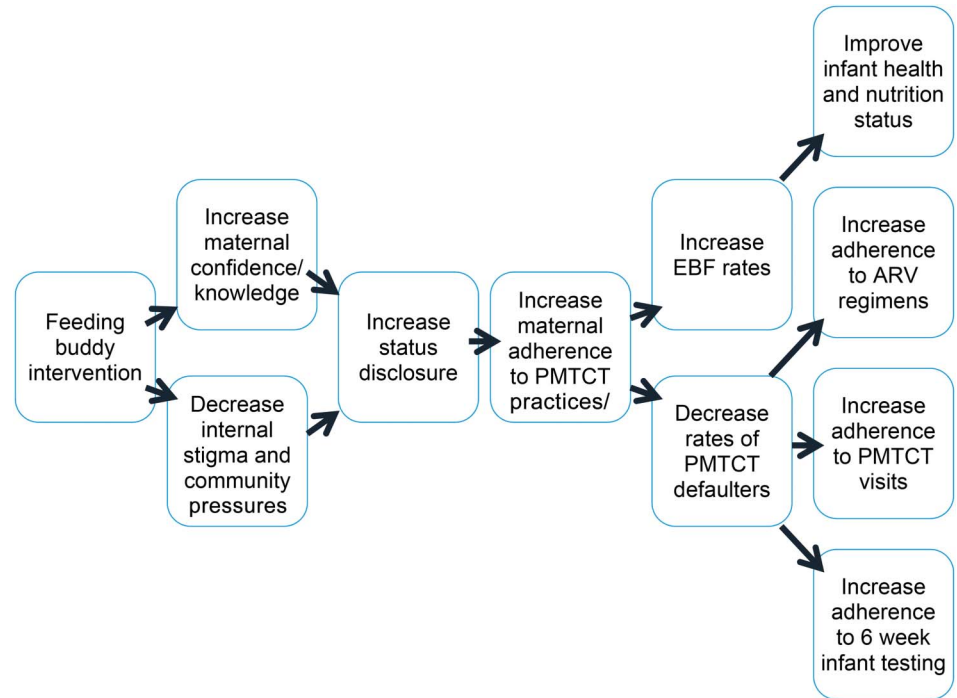 Feeding
buddy
intervention
Increase
maternal
confidence/
knowledge
Decrease
internal
stigma and
community
pressures
Increase
status
disclosure
Increase
maternal
adherence
to PMTCT
practices/
Increase
EBF rates
Decrease
rates of
PMTCT
defaulters
Improve
infant health
and nutrition
status
Increase
adherence
to ARV
regimens
Increase
adherence
to PMTCT
visits
Increase
adherence
to 6 week
infant testing